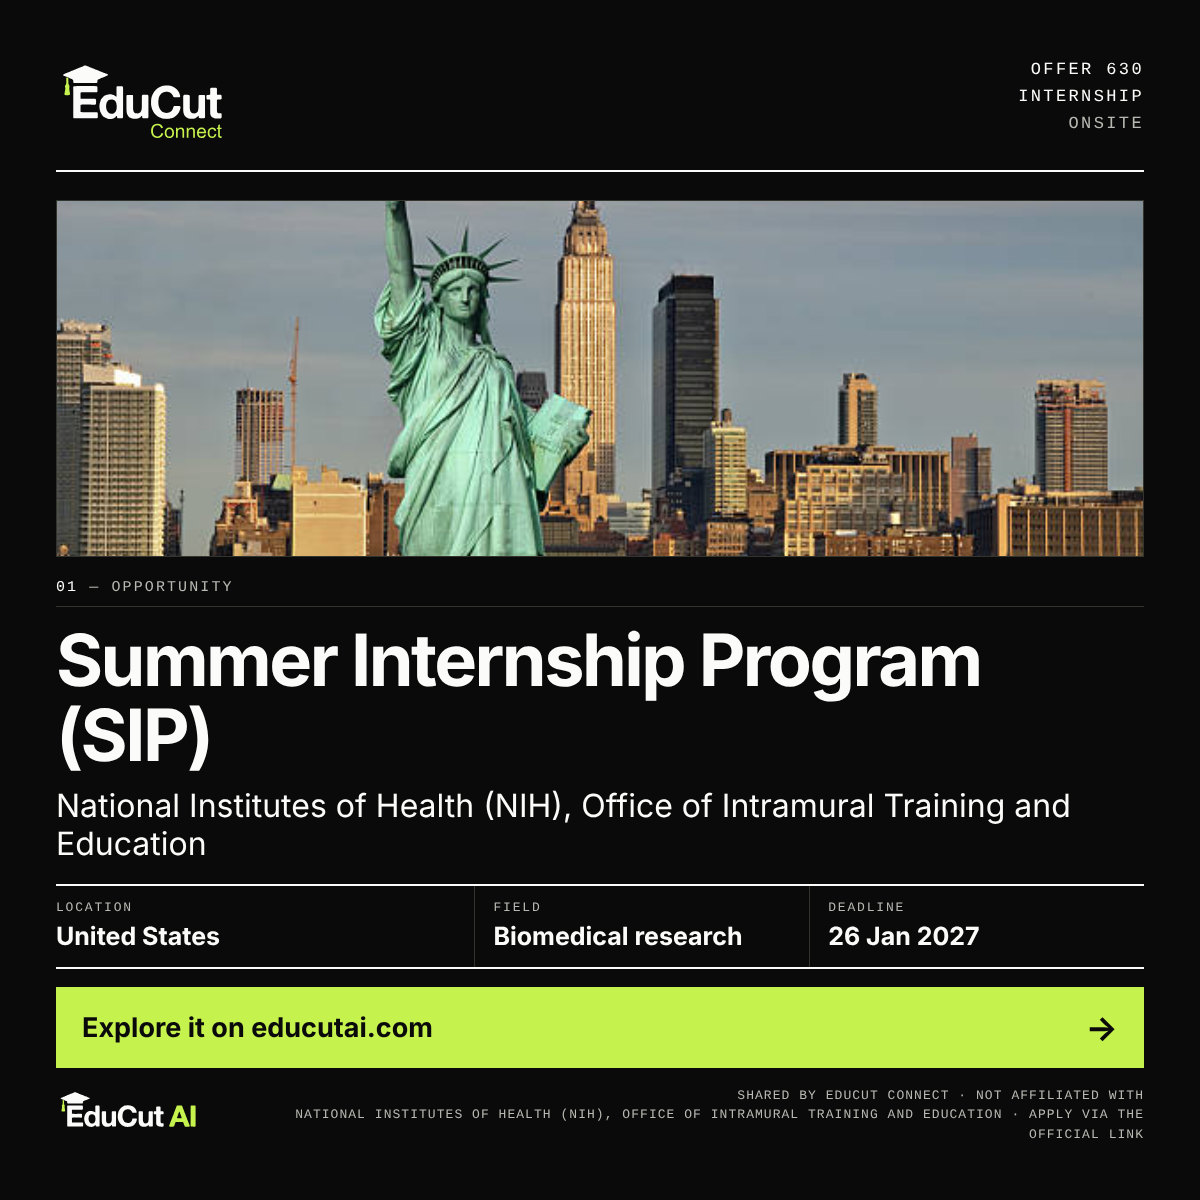 EduCut
Connect
OFFER 630
INTERNSHIP
ONSITE
01 — OPPORTUNITY
Summer Internship Program
(SIP)
National Institutes of Health (NIH), Office of Intramural Training and
Education
LOCATION
United States
FIELD
Biomedical research
DEADLINE
26 Jan 2027
Explore it on educutai.com →
EduCut AI
SHARED BY EDUCUT CONNECT · NOT AFFILIATED WITH
NATIONAL INSTITUTES OF HEALTH (NIH), OFFICE OF INTRAMURAL TRAINING AND EDUCATION · APPLY VIA THE
OFFICIAL LINK